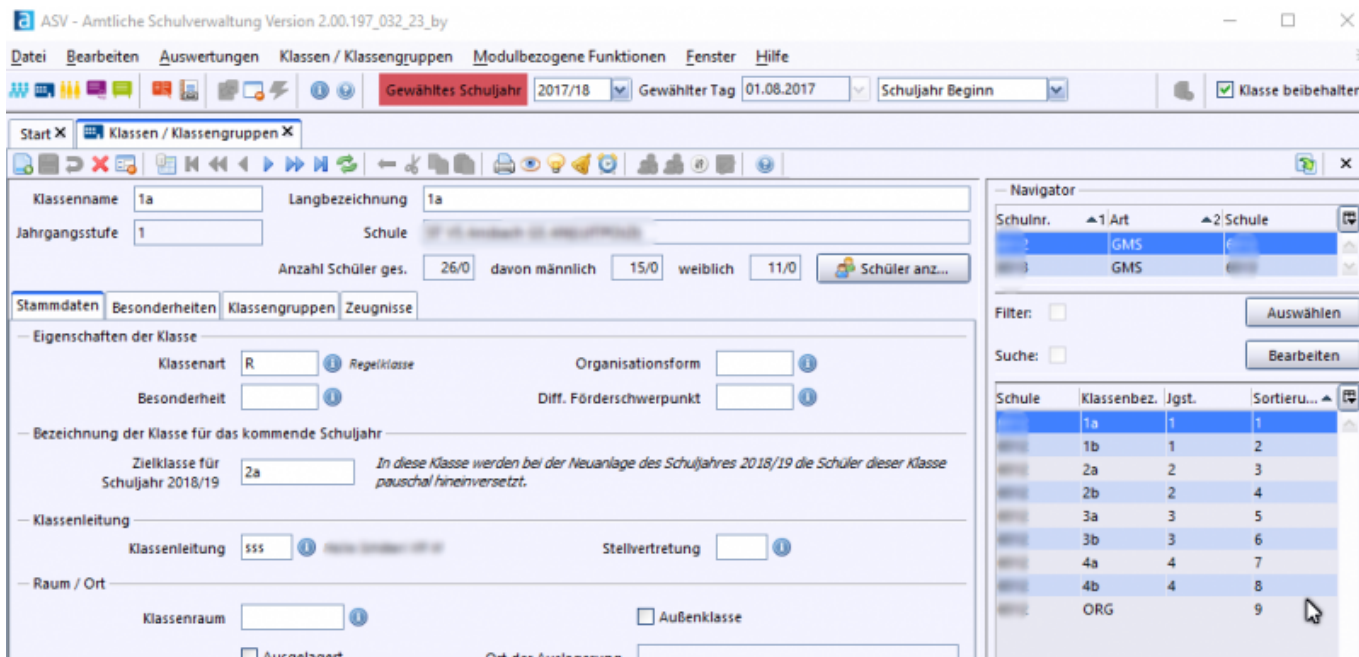 ASV - Amtliche Schulverwaltung Version 2.00.197_032_23_by
Datei Bearbeiten Auswertungen Klassen / Klassengruppen Modulbezogene Funktionen Fenster Hilfe
Gewähltes Schuljahr 2017/18 Gewählter Tag 01.08.2017 Schuljahr Beginn Klasse beibehalten
Start Klassen / Klassengruppen
Klassenname 1a Langbezeichnung 1a
Jahrgangsstufe 1 Schule
Anzahl Schüler ges. 26/0 davon männlich 15/0 weiblich 11/0 Schüler anz...
Stammdaten Besonderheiten Klassengruppen Zeugnisse
Eigenschaften der Klasse
Klassenart R Regelklasse Organisationsform
Besonderheit Diff. Förderschwerpunkt
Bezeichnung der Klasse für das kommende Schuljahr
Zielklasse für
Schuljahr 2018/19 2a
In diese Klasse werden bei der Neuanlage des Schuljahres 2018/19 die Schüler dieser Klasse
pauschal hineinversetzt.
Klassenleitung
Klassenleitung sss Stellvertretung
Raum / Ort
Klassenraum Außenklasse
Ausgelagert Ort der Auslagerung
Navigator
Schulnr. 1 Art 2 Schule
GMS
GMS
Filter: Auswählen
Suche: Bearbeiten
Schule Klassenbez. Jgst. Sortieru...
1a 1 1
1b 1 2
2a 2 3
2b 2 4
3a 3 5
3b 3 6
4a 4 7
4b 4 8
ORG 9